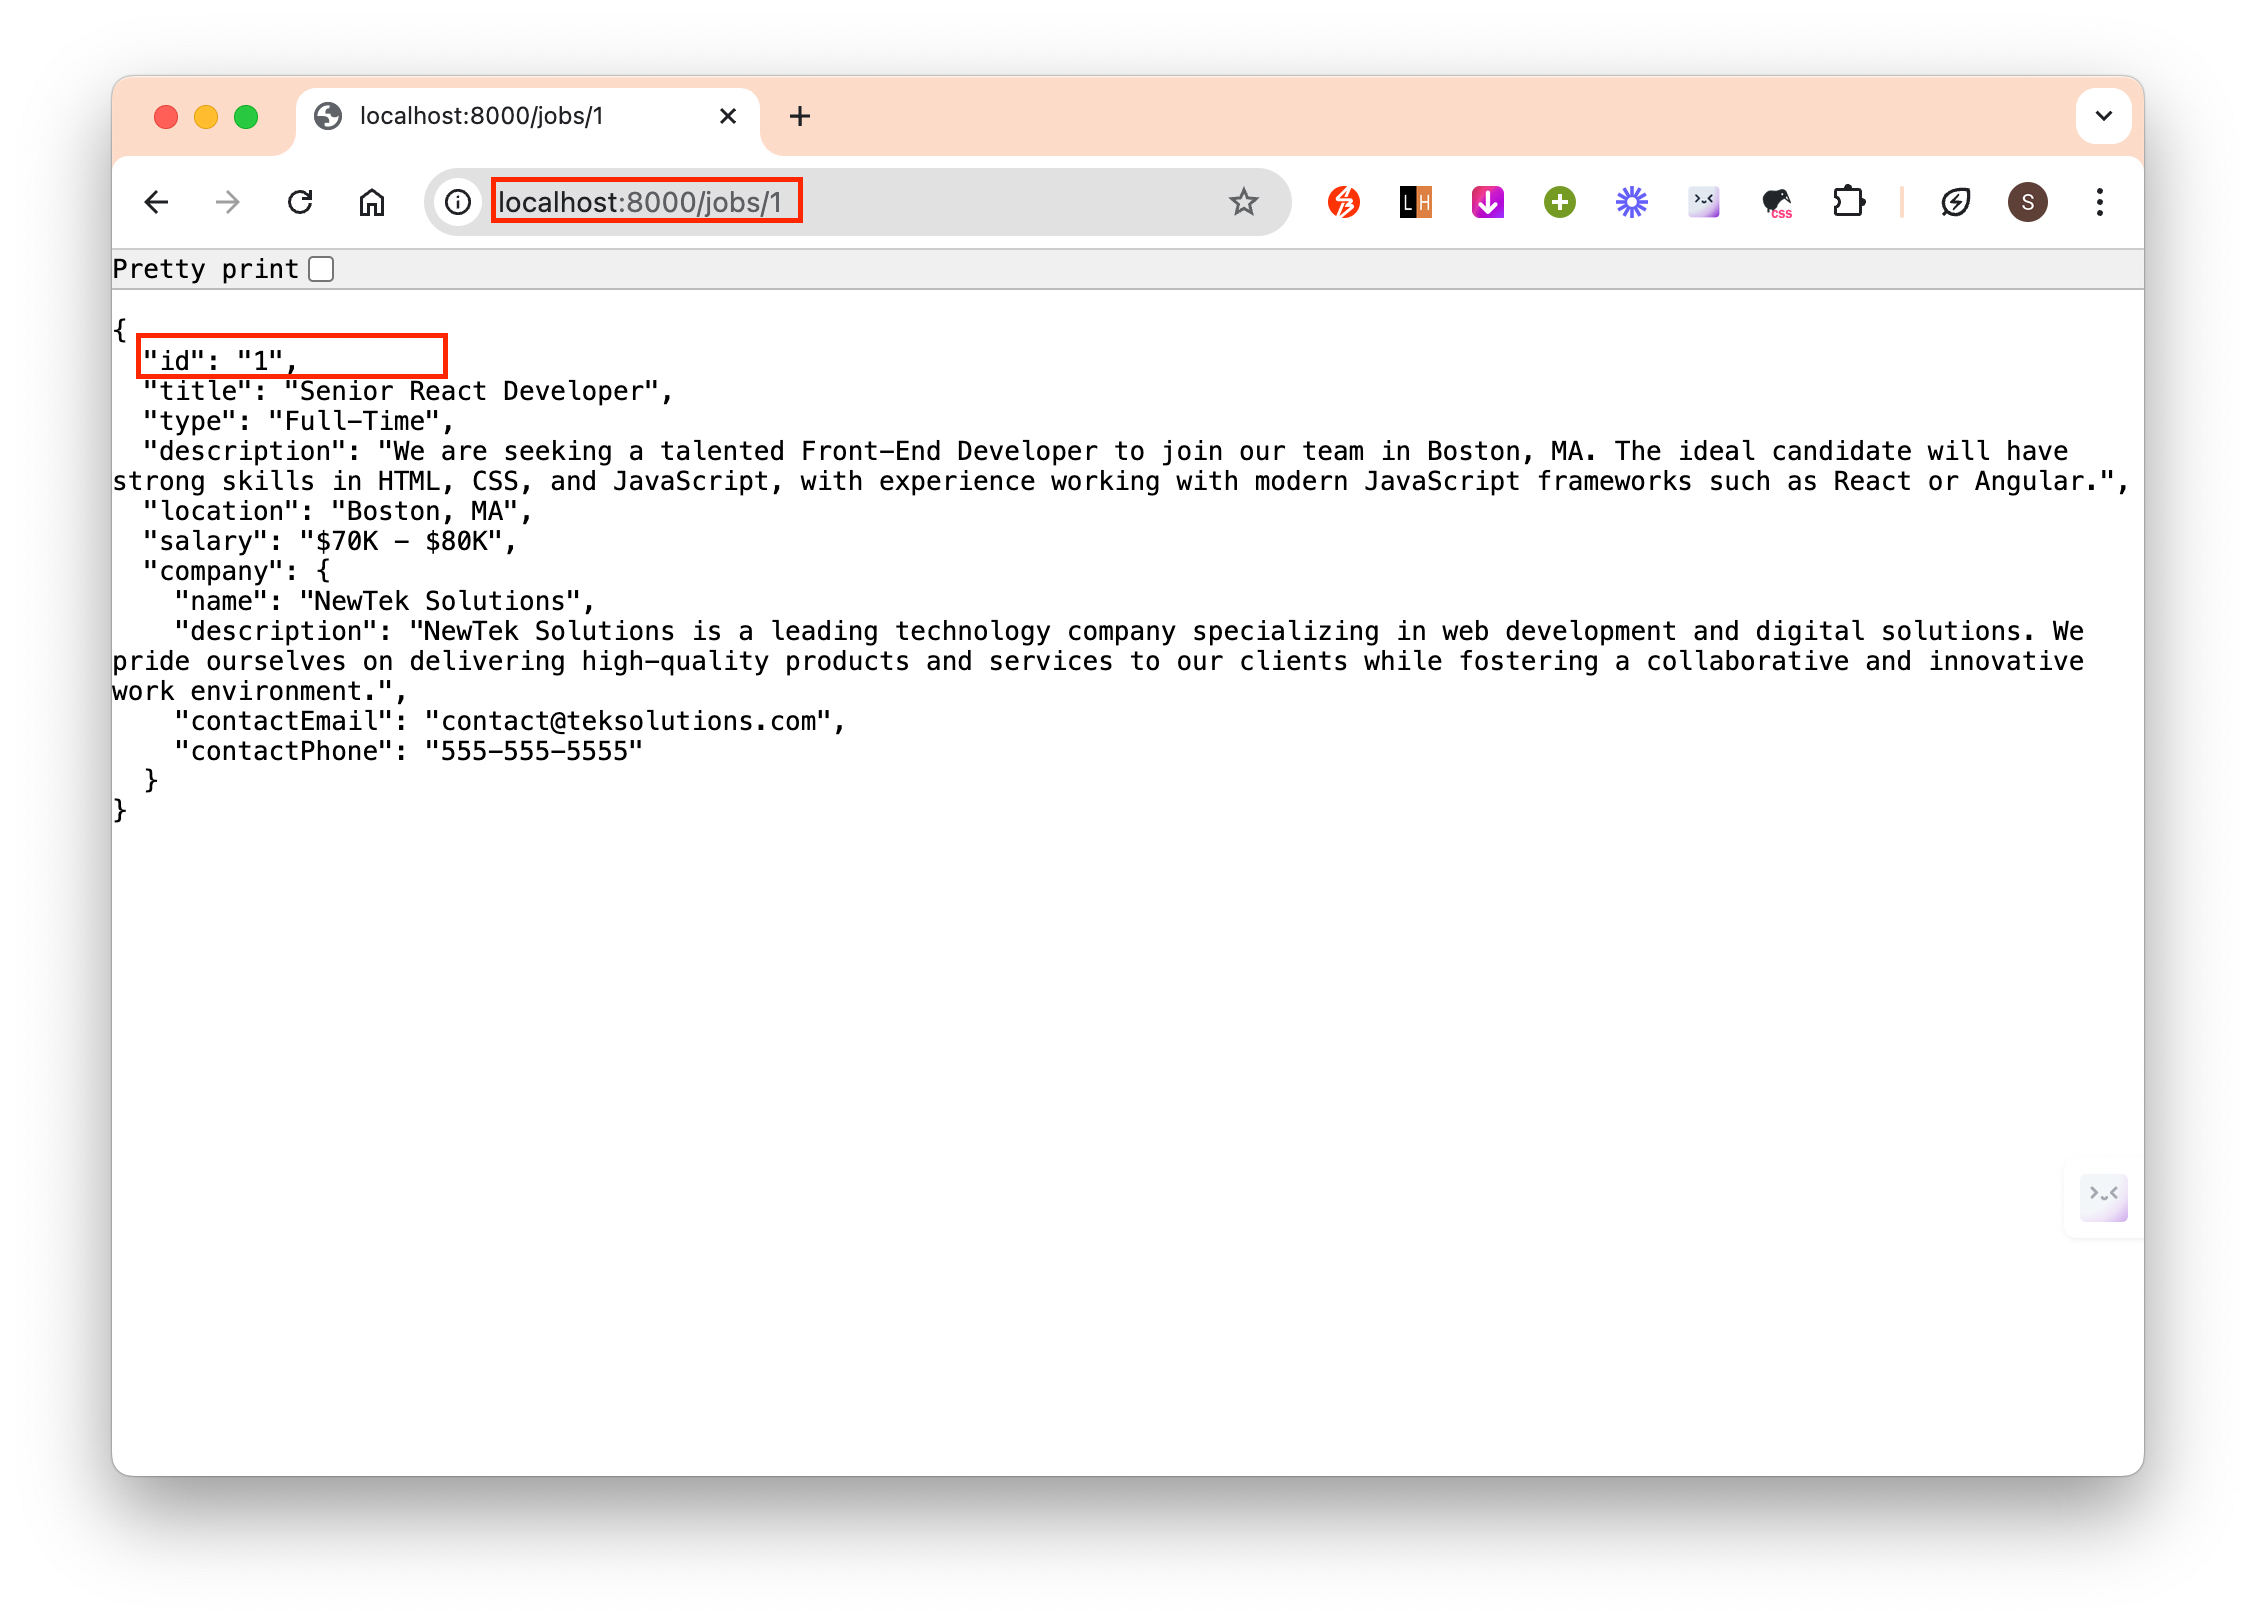 localhost:8000/jobs/1
localhost:8000/jobs/1
LH
css
S
Pretty print
{
  "id": "1",
  "title": "Senior React Developer",
  "type": "Full-Time",
  "description": "We are seeking a talented Front-End Developer to join our team in Boston, MA. The ideal candidate will have
strong skills in HTML, CSS, and JavaScript, with experience working with modern JavaScript frameworks such as React or Angular.",
  "location": "Boston, MA",
  "salary": "$70K - $80K",
  "company": {
    "name": "NewTek Solutions",
    "description": "NewTek Solutions is a leading technology company specializing in web development and digital solutions. We
pride ourselves on delivering high-quality products and services to our clients while fostering a collaborative and innovative
work environment.",
    "contactEmail": "contact@teksolutions.com",
    "contactPhone": "555-555-5555"
  }
}